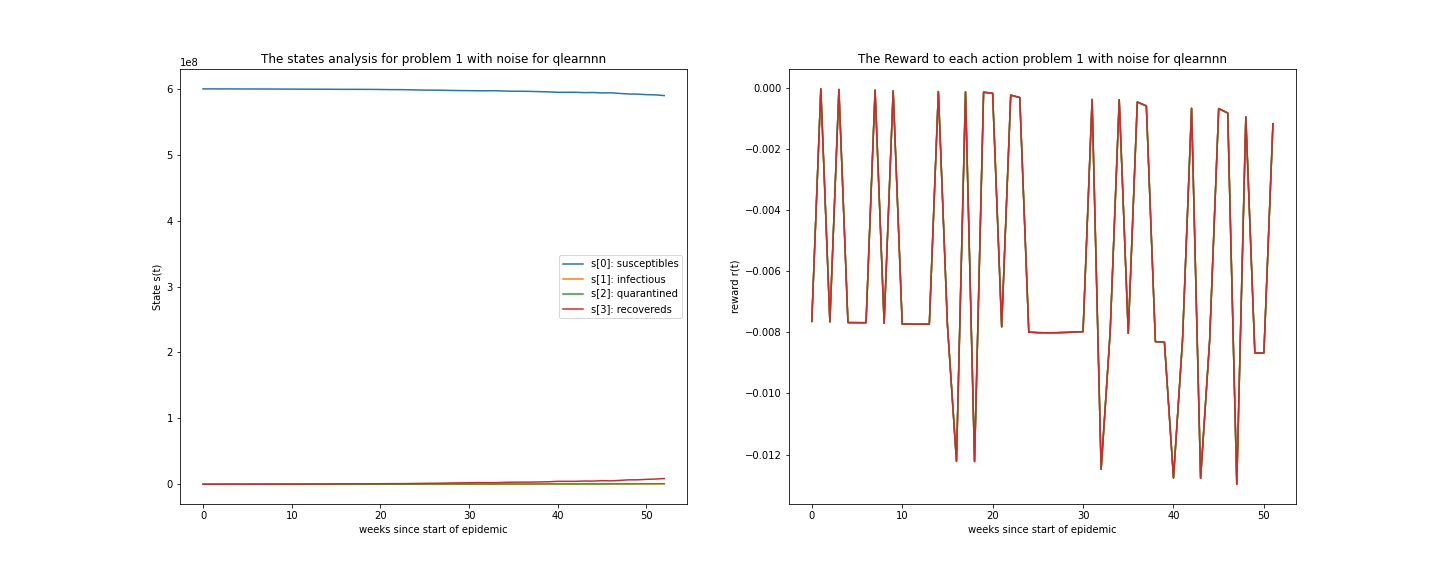 The states analysis for problem 1 with noise for qlearnnn
1e8
6
5
4
3
2
1
0
State s(t)
s[0]: susceptibles
s[1]: infectious
s[2]: quarantined
s[3]: recovereds
0 10 20 30 40 50
weeks since start of epidemic
The Reward to each action problem 1 with noise for qlearnnn
0.000
−0.002
−0.004
−0.006
−0.008
−0.010
−0.012
reward r(t)
0 10 20 30 40 50
weeks since start of epidemic